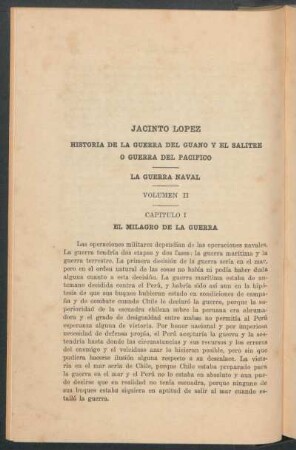 JACINTO LOPEZ
HISTORIA DE LA GUERRA DEL GUANO Y EL SALITRE
O GUERRA DEL PACIFICO
LA GUERRA NAVAL
VOLUMEN II
CAPITULO I
EL MILAGRO DE LA GUERRA
Las operaciones militares dependían de las operaciones navales.
La guerra tendría dos etapas y dos fases: la guerra marítima y la
guerra terrestre. La primera decisión de la guerra sería en el mar,
pero en el orden natural de las cosas no había ni podía haber duda
alguna cuanto a esta decisión. La guerra marítima estaba de an-
temano decidida contra el Perú, y habría sido así aun en la hipó-
tesis de que sus buques hubiesen estado en condiciones de campa-
ña y de combate cuando Chile le declaró la guerra, porque la su-
perioridad de la escuadra chilena sobre la peruana era abruma-
dora y el grado de desigualdad entre ambas no permitía al Perú
esperanza alguna de victoria. Por honor nacional y por imperiosa
necesidad de defensa propia, el Perú aceptaría la guerra y la sos-
tendría hasta donde las circunstancias y sus recursos y los errores
del enemigo y el valor sus azar lo hicieran posible, pero sin que
pudiera hacerse ilusión alguna respecto a su desenlace. La victo-
ria en el mar sería de Chile, porque Chile estaba preparado para
la guerra en el mar y el Perú no lo estaba en absoluto y aun pue-
de decirse que en realidad no tenía escuadra, porque ninguno de
sus buques estaba siquiera en aptitud de salir al mar cuando es-
talló la guerra.